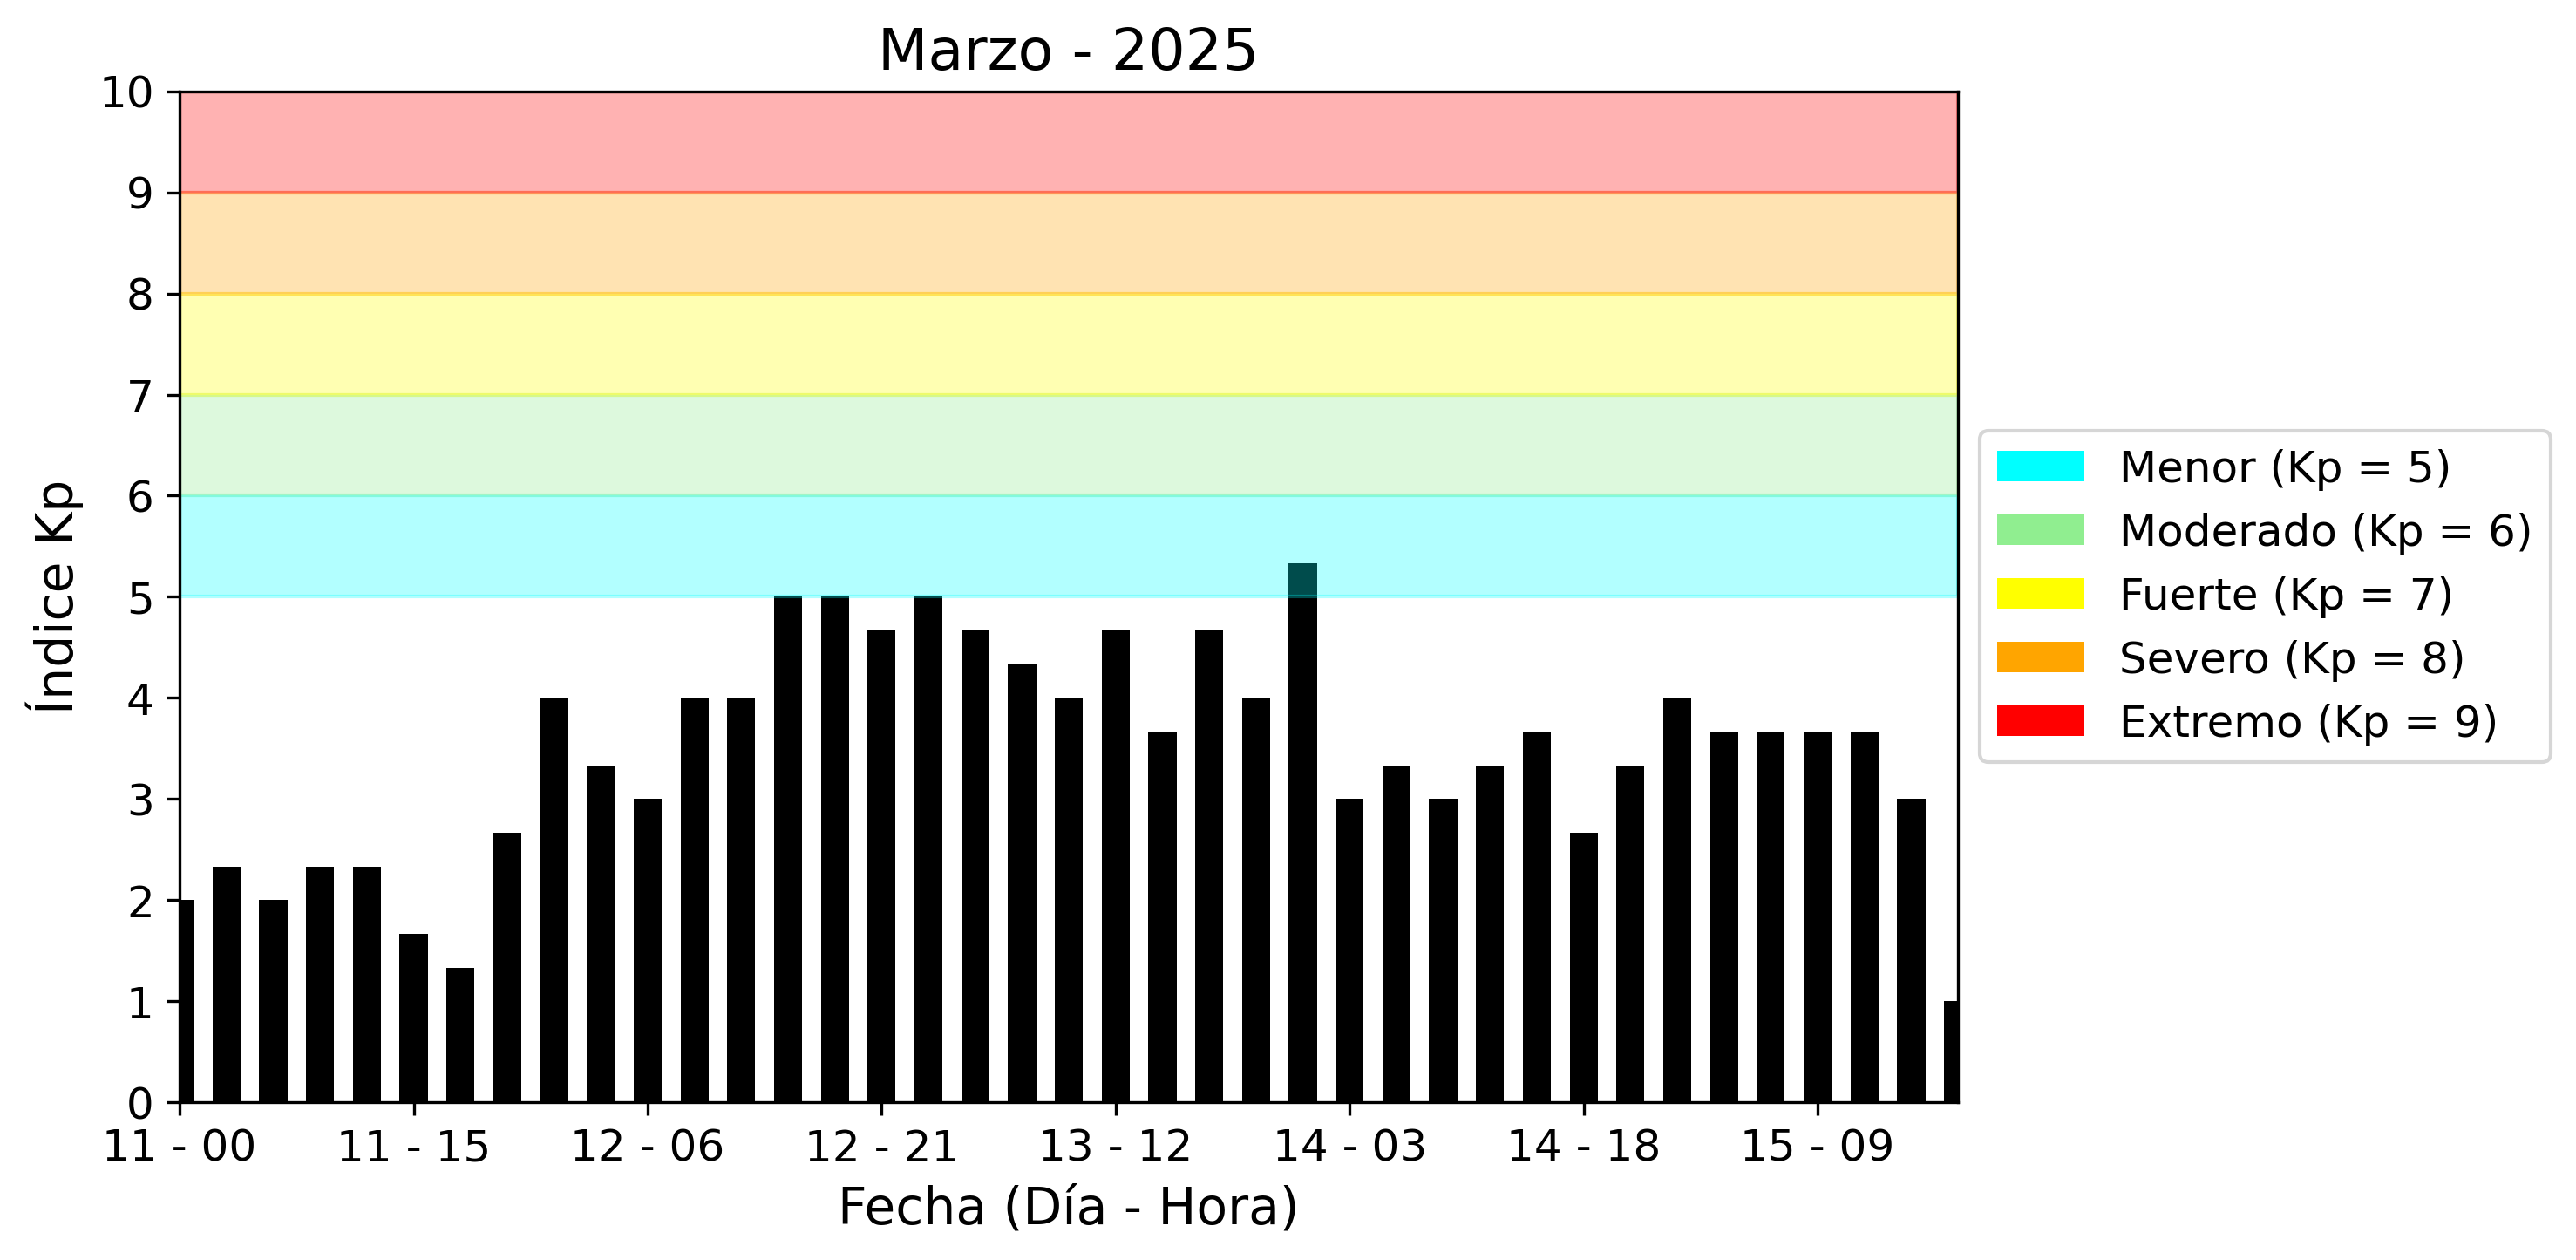 Marzo - 2025
Índice Kp
10
9
8
7
6
5
4
3
2
1
0
11 - 00
11 - 15
12 - 06
12 - 21
13 - 12
14 - 03
14 - 18
15 - 09
Fecha (Día - Hora)
Menor (Kp = 5)
Moderado (Kp = 6)
Fuerte (Kp = 7)
Severo (Kp = 8)
Extremo (Kp = 9)